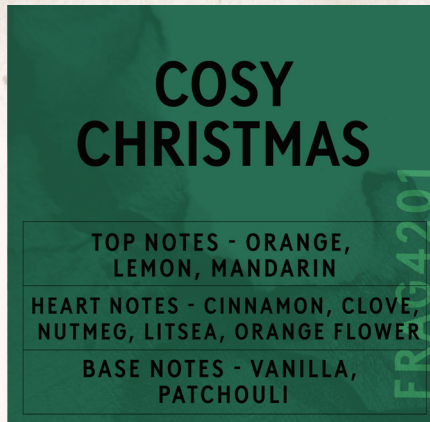 COSY
CHRISTMAS
TOP NOTES - ORANGE,
LEMON, MANDARIN
HEART NOTES - CINNAMON, CLOVE,
NUTMEG, LITSEA, ORANGE FLOWER
BASE NOTES - VANILLA,
PATCHOULI
FRAG4201